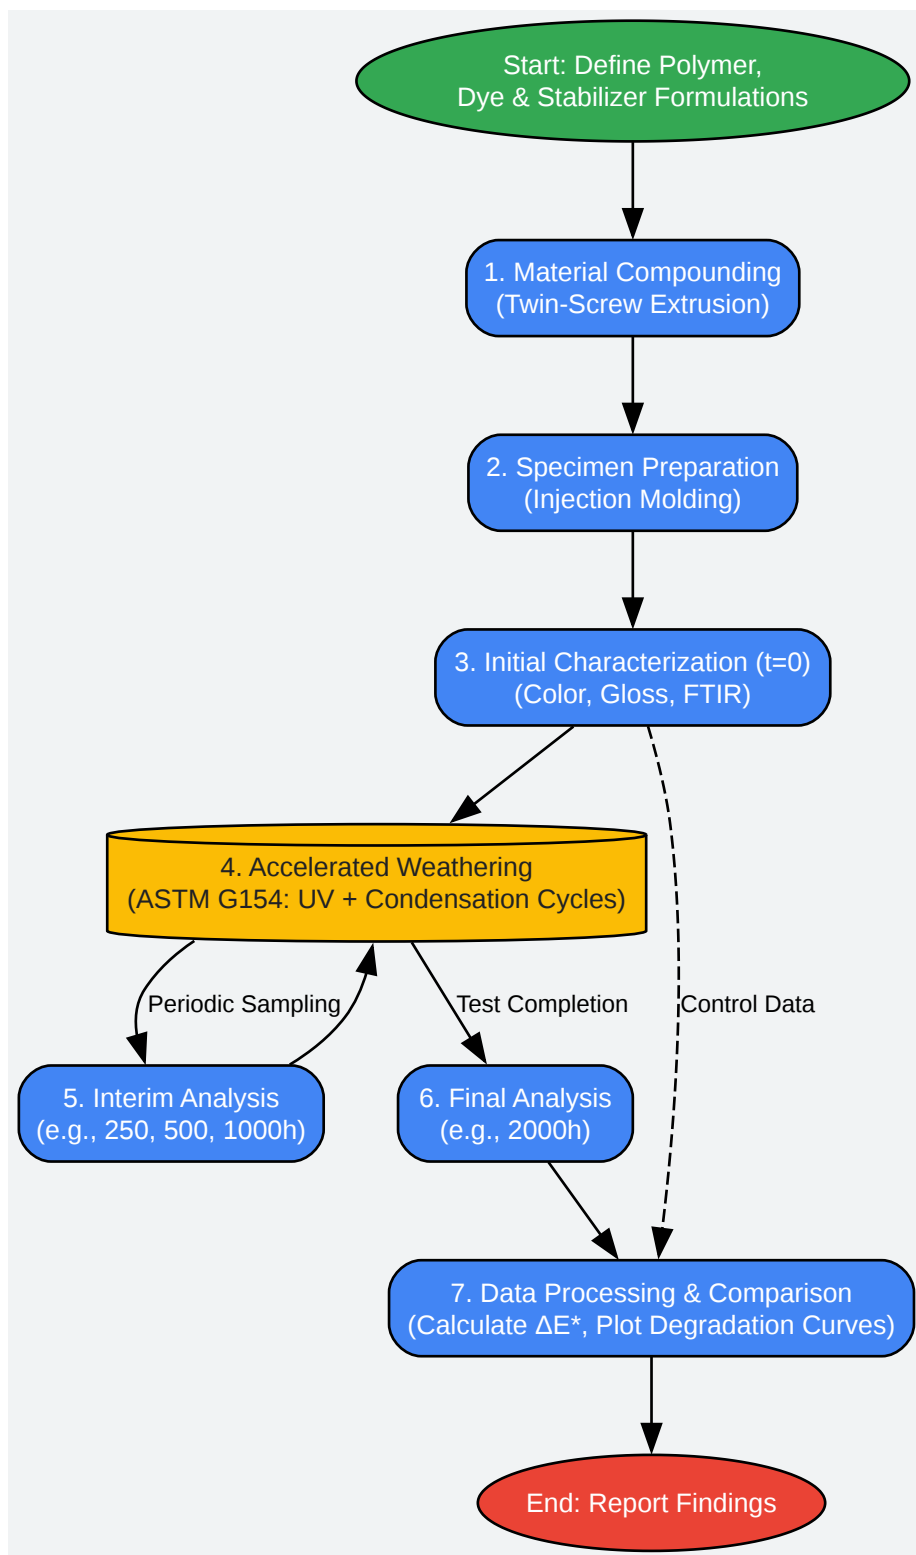 Start: Define Polymer,
Dye & Stabilizer Formulations
1. Material Compounding
(Twin-Screw Extrusion)
2. Specimen Preparation
(Injection Molding)
3. Initial Characterization (t=0)
(Color, Gloss, FTIR)
4. Accelerated Weathering
(ASTM G154: UV + Condensation Cycles)
Periodic Sampling
Test Completion
Control Data
5. Interim Analysis
(e.g., 250, 500, 1000h)
6. Final Analysis
(e.g., 2000h)
7. Data Processing & Comparison
(Calculate ΔE*, Plot Degradation Curves)
End: Report Findings